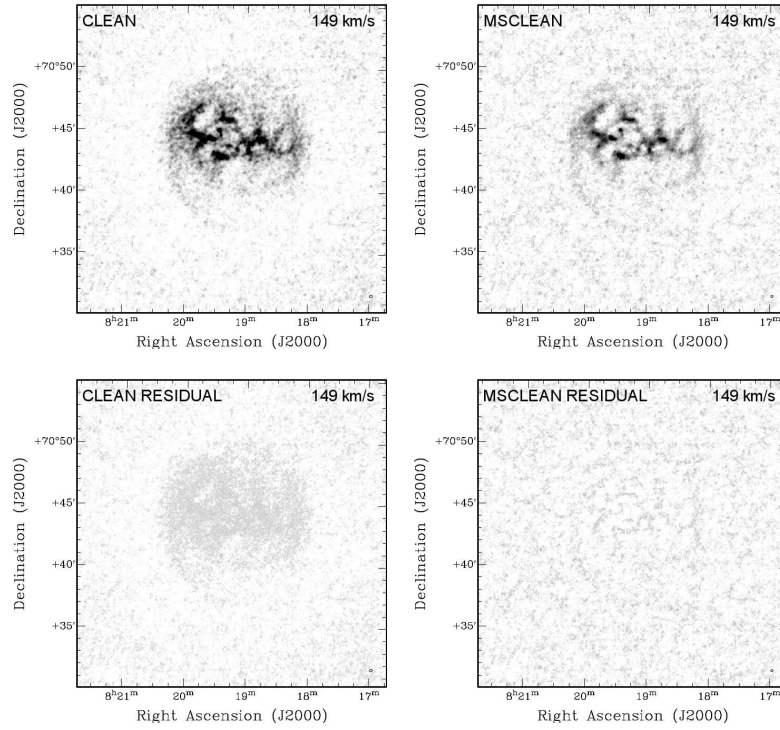 CLEAN 149 km/s
+70°50′
+45′
+40′
+35′
Declination (J2000)
8ʰ21ᵐ 20ᵐ 19ᵐ 18ᵐ 17ᵐ
Right Ascension (J2000)
MSCLEAN 149 km/s
+70°50′
+45′
+40′
+35′
Declination (J2000)
8ʰ21ᵐ 20ᵐ 19ᵐ 18ᵐ 17ᵐ
Right Ascension (J2000)
CLEAN RESIDUAL 149 km/s
+70°50′
+45′
+40′
+35′
Declination (J2000)
8ʰ21ᵐ 20ᵐ 19ᵐ 18ᵐ 17ᵐ
Right Ascension (J2000)
MSCLEAN RESIDUAL 149 km/s
+70°50′
+45′
+40′
+35′
Declination (J2000)
8ʰ21ᵐ 20ᵐ 19ᵐ 18ᵐ 17ᵐ
Right Ascension (J2000)